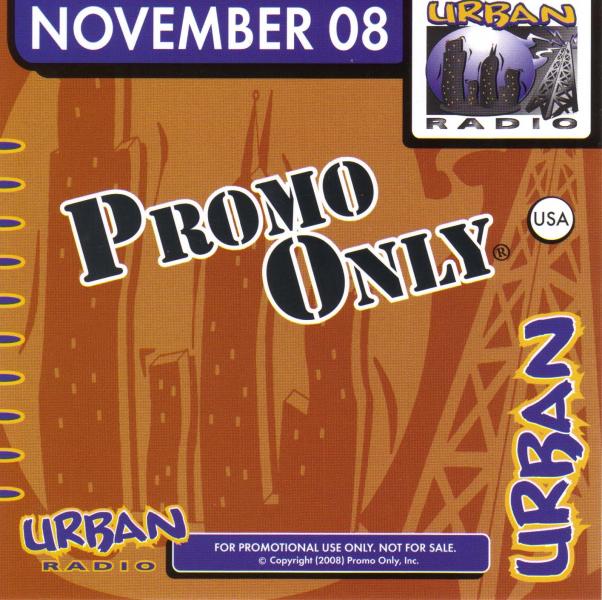 NOVEMBER 08
URBAN
RADIO
PROMO
ONLY®
USA
URBAN
URBAN
RADIO
FOR PROMOTIONAL USE ONLY. NOT FOR SALE.
© Copyright (2008) Promo Only, Inc.